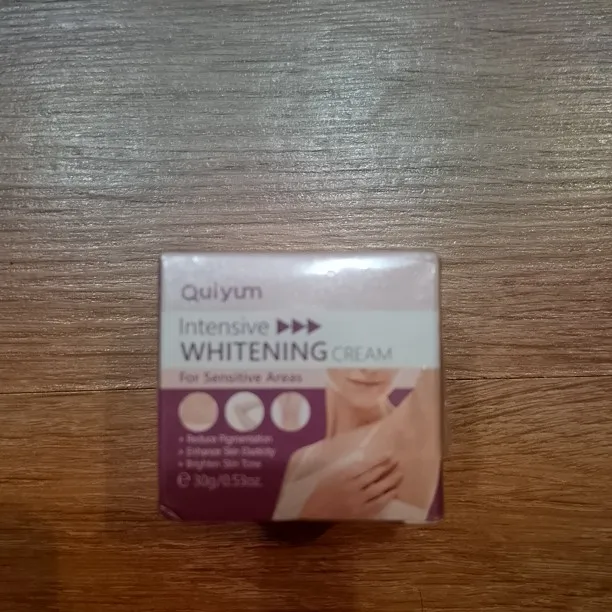 Quiyum
Intensive
WHITENING CREAM
For Sensitive Areas
• Reduce Pigmentation
• Enhance Skin Elasticity
• Brighten Skin Tone
℮ 30g/0.53oz.